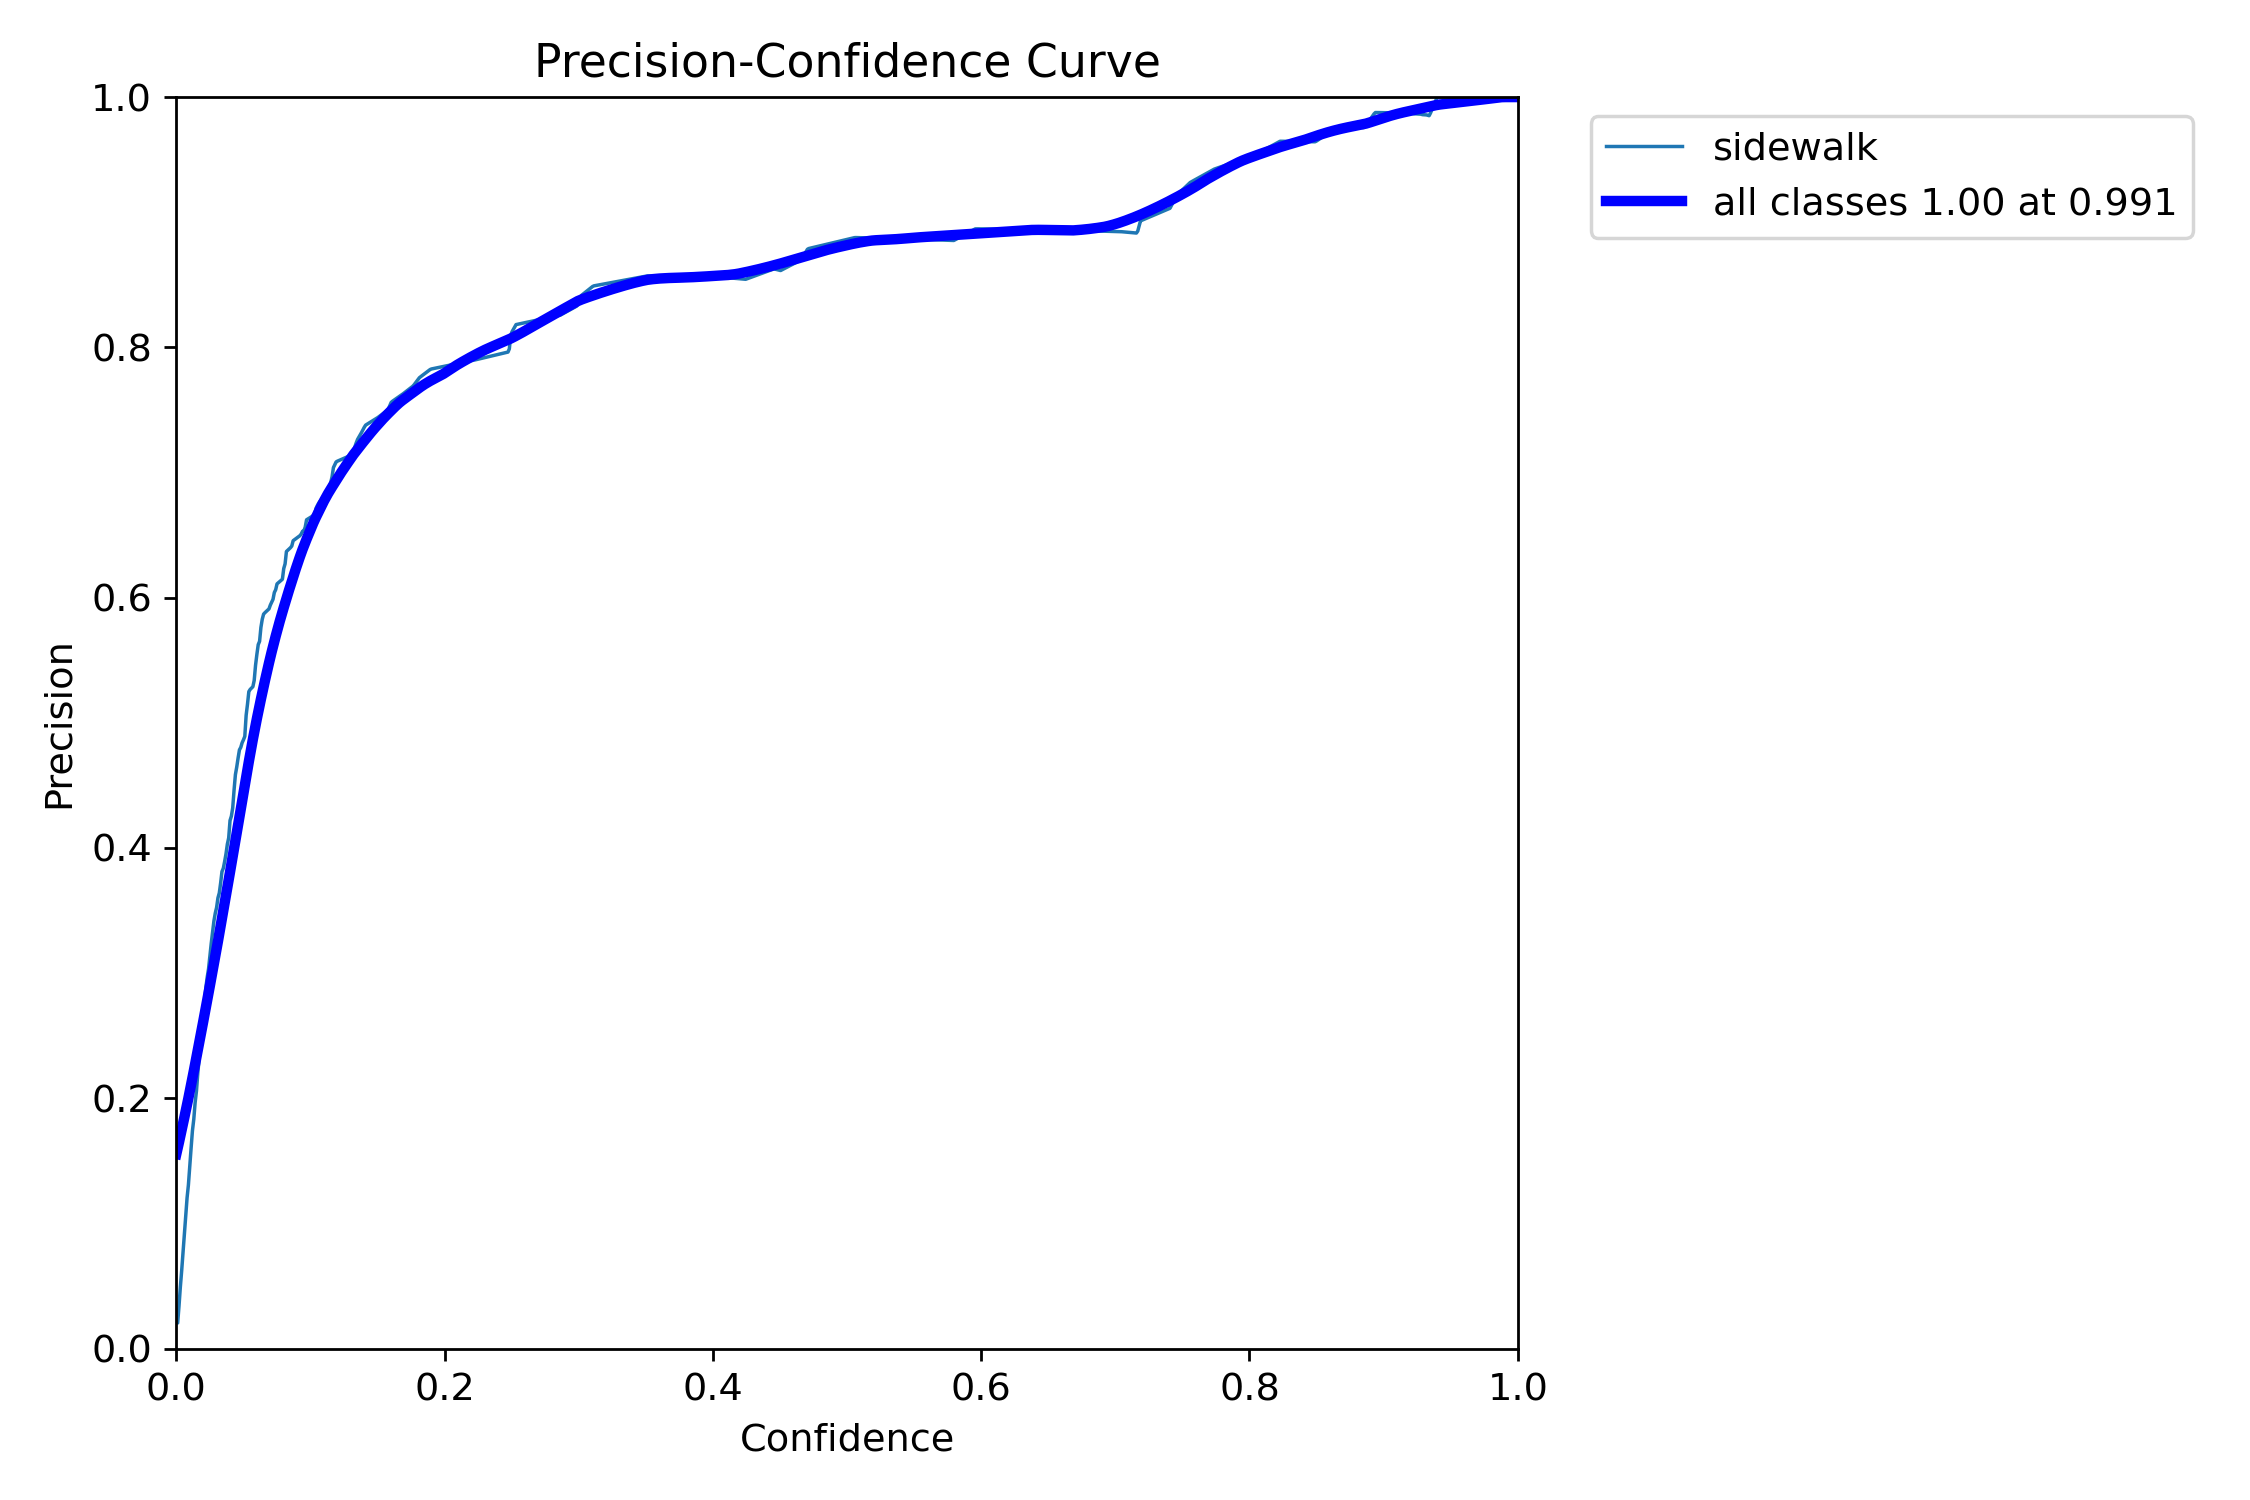 Precision-Confidence Curve
1.0
0.8
0.6
0.4
0.2
0.0
Precision
0.0 0.2 0.4 0.6 0.8 1.0
Confidence
sidewalk
all classes 1.00 at 0.991